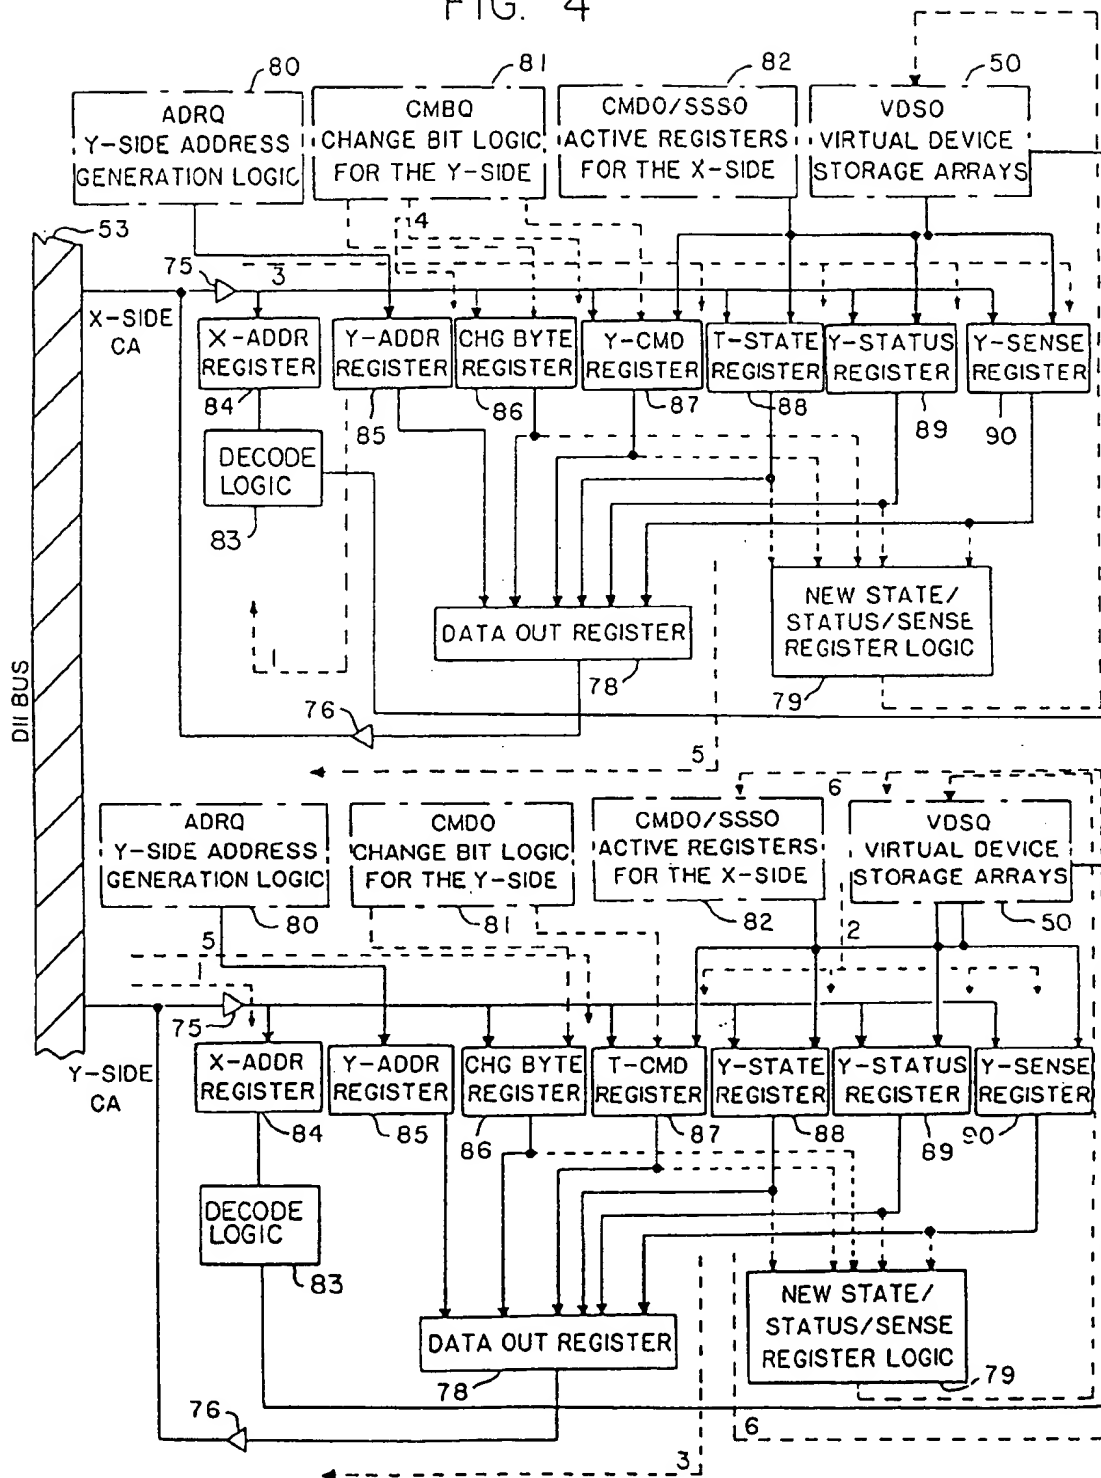 FIG. 4
80
81
82
50
ADRQ
Y-SIDE ADDRESS
GENERATION LOGIC
CMBQ
CHANGE BIT LOGIC
FOR THE Y-SIDE
CMDO/SSSO
ACTIVE REGISTERS
FOR THE X-SIDE
VDSO
VIRTUAL DEVICE
STORAGE ARRAYS
53
4
75
3
X-SIDE
CA
X-ADDR
REGISTER
Y-ADDR
REGISTER
CHG BYTE
REGISTER
Y-CMD
REGISTER
T-STATE
REGISTER
Y-STATUS
REGISTER
Y-SENSE
REGISTER
84
85
86
87
88
89
90
DECODE
LOGIC
83
NEW STATE/
STATUS/SENSE
REGISTER LOGIC
DATA OUT REGISTER
1
78
79
DII BUS
76
5
6
ADRQ
Y-SIDE ADDRESS
GENERATION LOGIC
CMDO
CHANGE BIT LOGIC
FOR THE Y-SIDE
CMDO/SSSO
ACTIVE REGISTERS
FOR THE X-SIDE
VDSQ
VIRTUAL DEVICE
STORAGE ARRAYS
80
81
82
50
5
2
1
75
Y-SIDE
CA
X-ADDR
REGISTER
Y-ADDR
REGISTER
CHG BYTE
REGISTER
T-CMD
REGISTER
Y-STATE
REGISTER
Y-STATUS
REGISTER
Y-SENSE
REGISTER
84
85
86
87
88
89
90
DECODE
LOGIC
83
NEW STATE/
STATUS/SENSE
REGISTER LOGIC
DATA OUT REGISTER
78
79
76
6
3